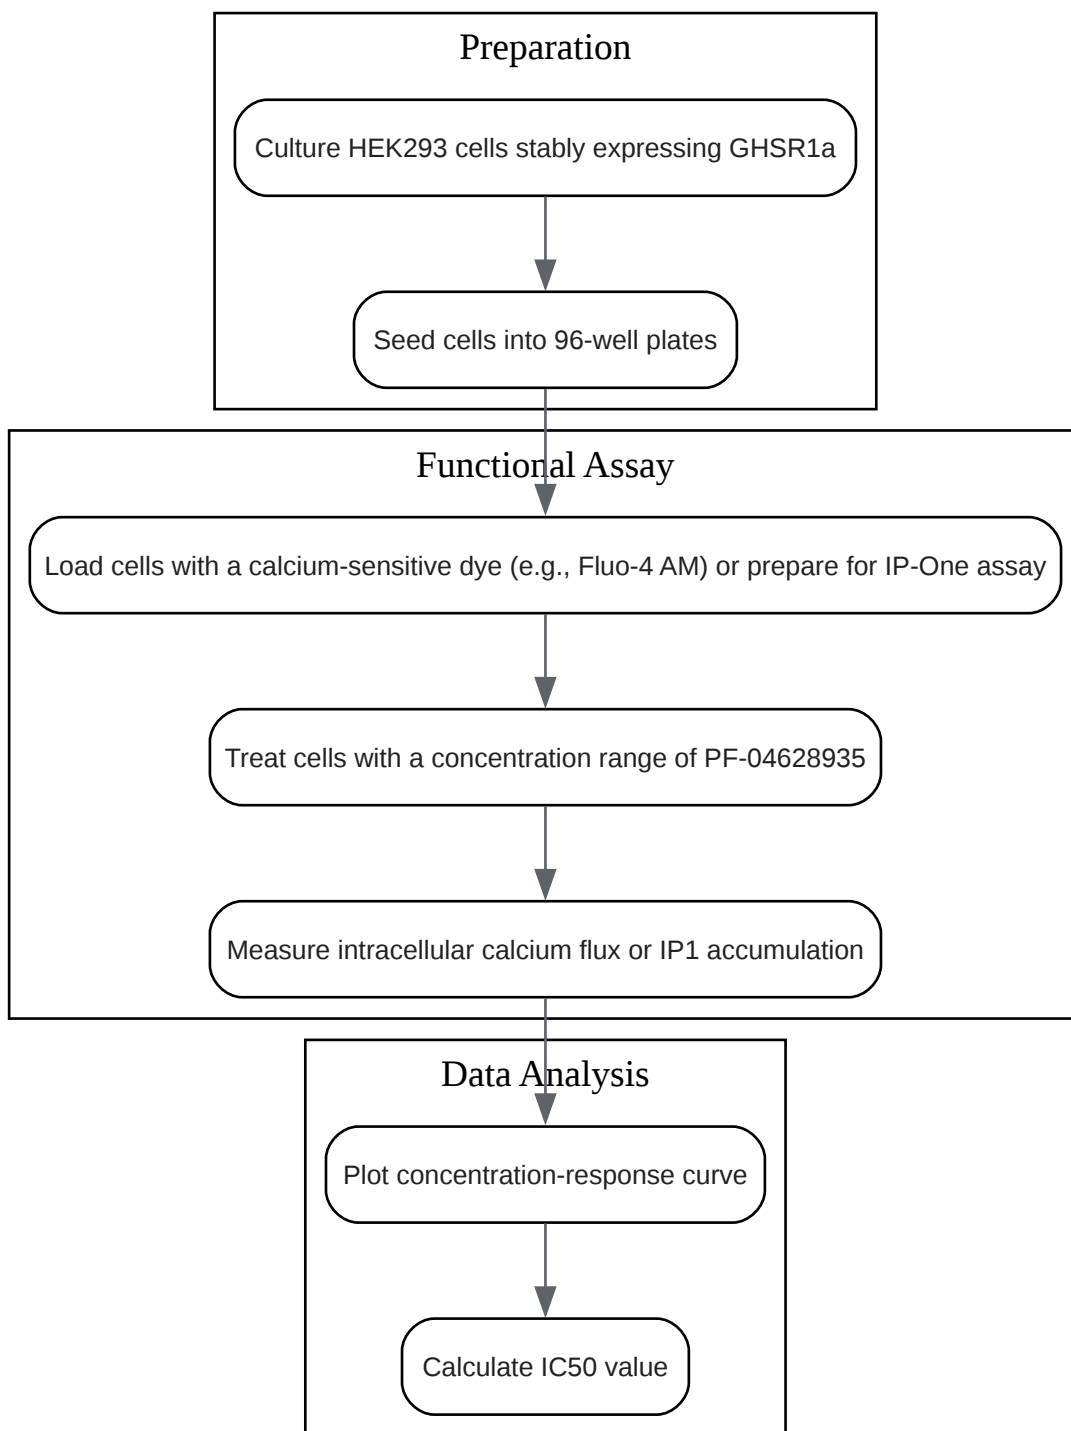 Preparation
Culture HEK293 cells stably expressing GHSR1a
Seed cells into 96-well plates
Functional Assay
Load cells with a calcium-sensitive dye (e.g., Fluo-4 AM) or prepare for IP-One assay
Treat cells with a concentration range of PF-04628935
Measure intracellular calcium flux or IP1 accumulation
Data Analysis
Plot concentration-response curve
Calculate IC50 value